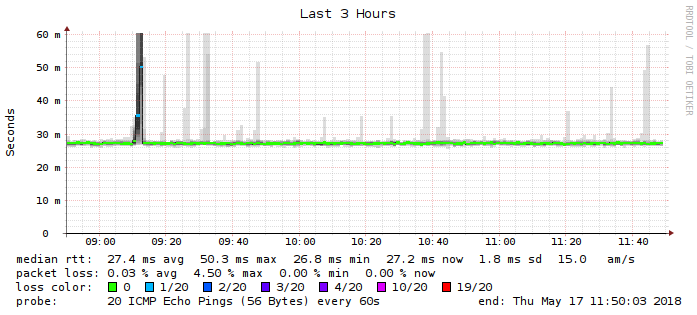 Last 3 Hours
RRDTOOL / TOBI OETIKER
Seconds
60 m
50 m
40 m
30 m
20 m
10 m
0
09:00 09:20 09:40 10:00 10:20 10:40 11:00 11:20 11:40
median rtt: 27.4 ms avg 50.3 ms max 26.8 ms min 27.2 ms now 1.8 ms sd 15.0 am/s
packet loss: 0.03 % avg 4.50 % max 0.00 % min 0.00 % now
loss color: 0 1/20 2/20 3/20 4/20 10/20 19/20
probe: 20 ICMP Echo Pings (56 Bytes) every 60s end: Thu May 17 11:50:03 2018